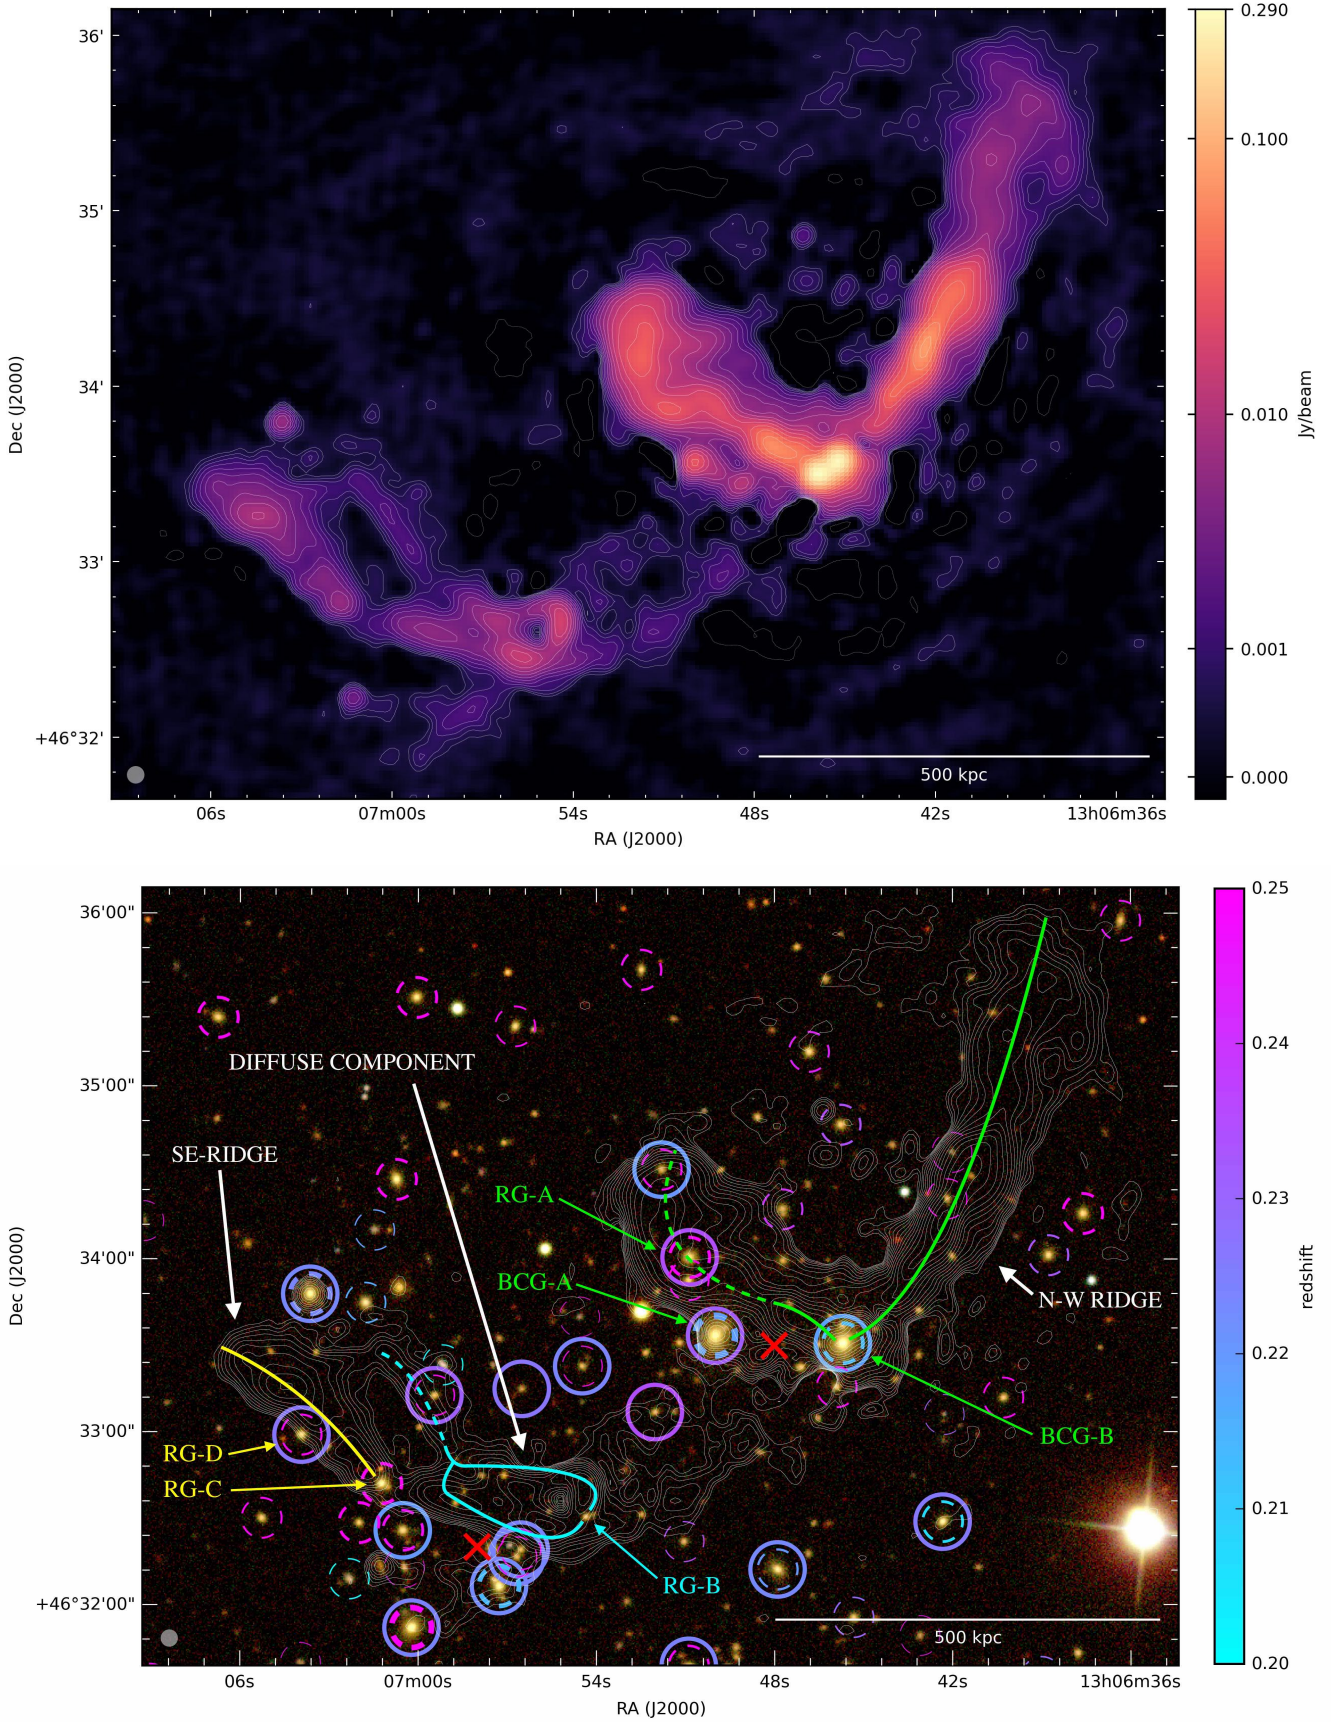 36'
35'
34'
33'
+46°32'
Dec (J2000)
500 kpc
06s 07m00s 54s 48s 42s 13h06m36s
RA (J2000)
0.290
0.100
0.010
0.001
0.000
Jy/beam
36'00"
35'00"
34'00"
33'00"
+46°32'00"
Dec (J2000)
DIFFUSE COMPONENT
SE-RIDGE
RG-A
BCG-A
N-W RIDGE
BCG-B
RG-D
RG-C
RG-B
500 kpc
06s 07m00s 54s 48s 42s 13h06m36s
RA (J2000)
0.25
0.24
0.23
0.22
0.21
0.20
redshift